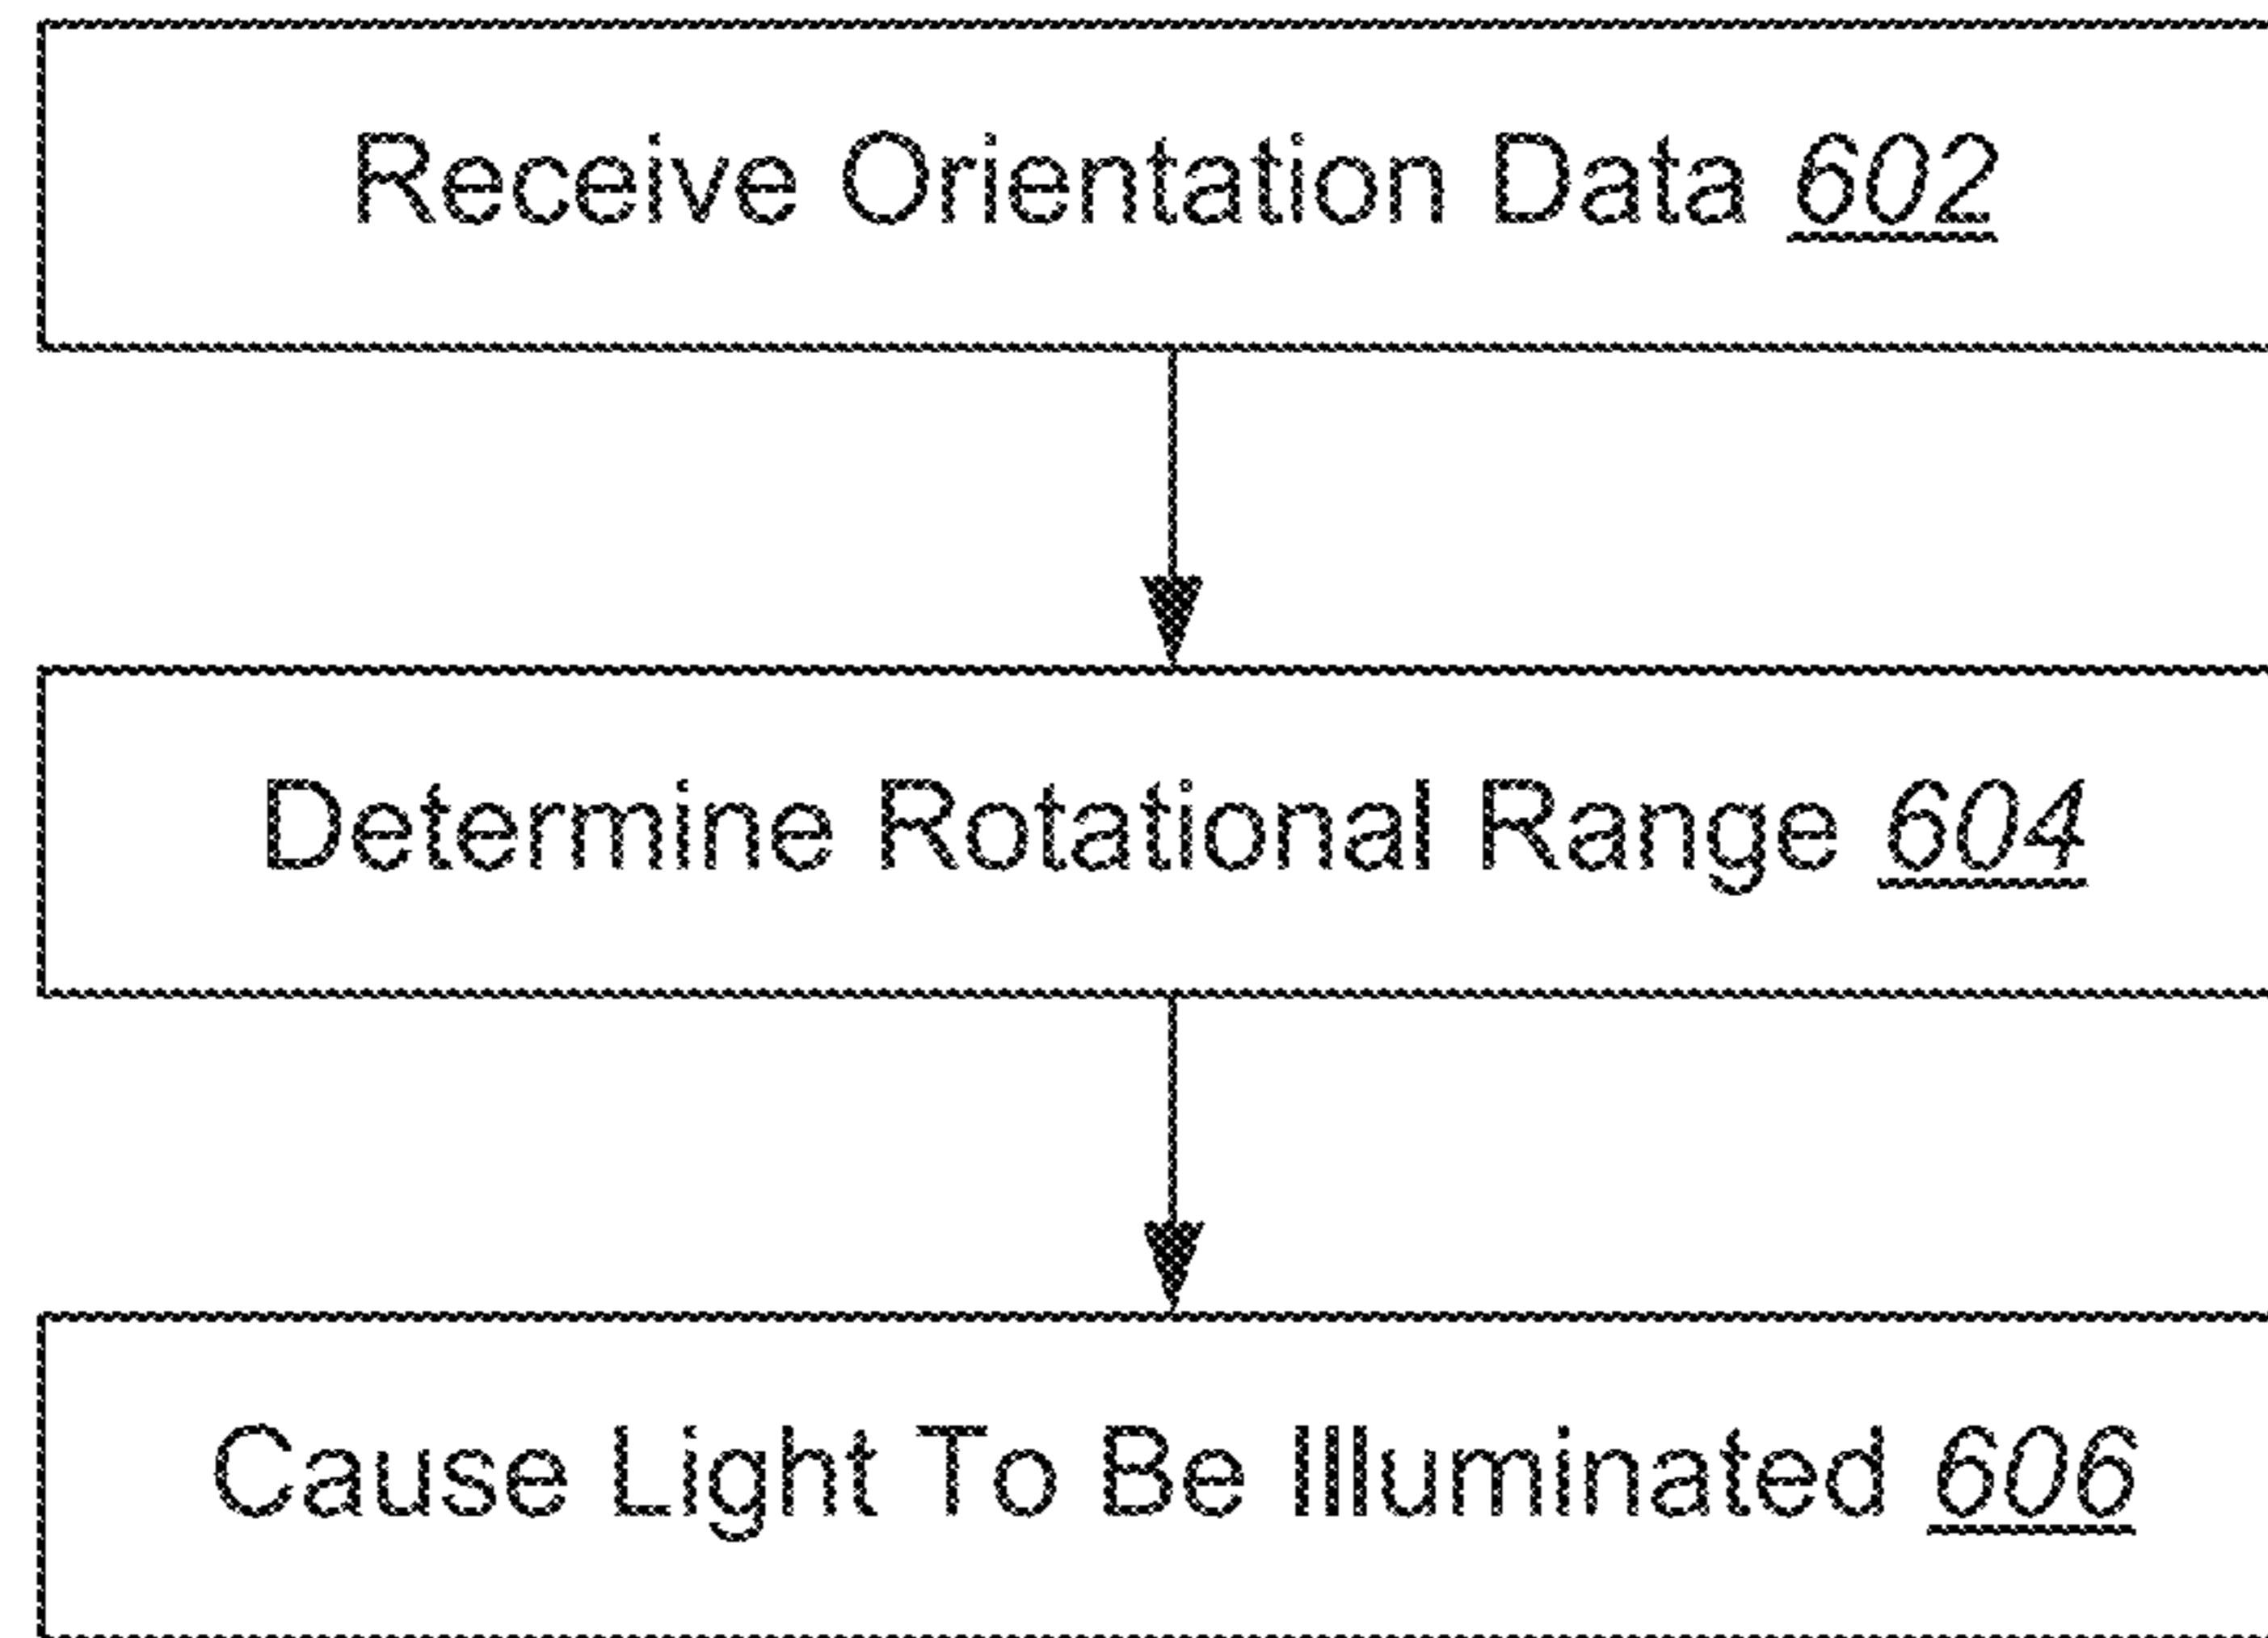 Receive Orientation Data 602
Determine Rotational Range 604
Cause Light To Be Illuminated 606